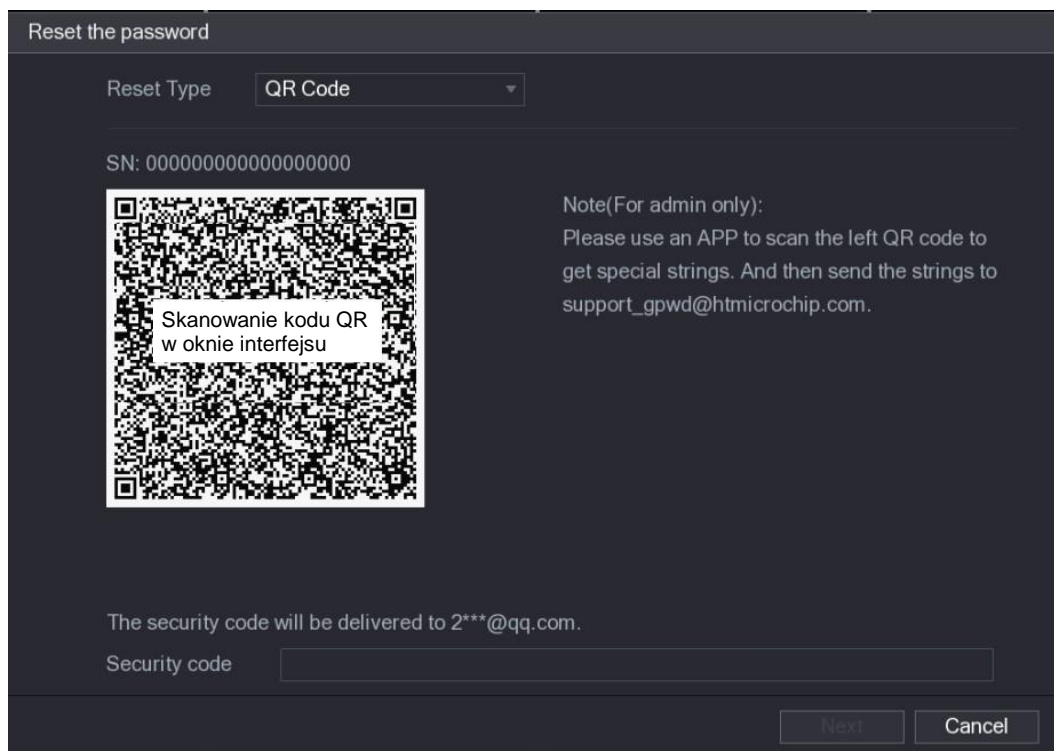 Reset the password
Reset Type QR Code
SN: 000000000000000000
Note(For admin only):
Please use an APP to scan the left QR code to
get special strings. And then send the strings to
support_gpwd@htmicrochip.com.
Skanowanie kodu QR
w oknie interfejsu
The security code will be delivered to 2***@qq.com.
Security code
Next Cancel